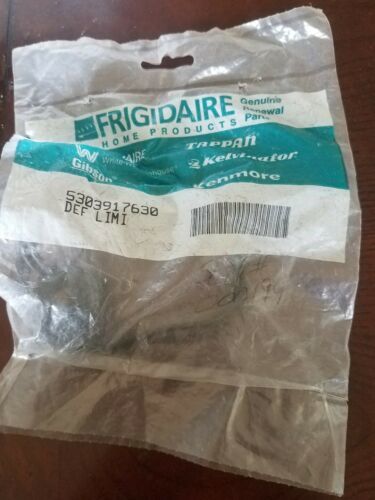 FRIGIDAIRE
HOME PRODUCTS
Genuine
Renewal
Parts
TAPPAN
Gibson
Kelvinator
Kenmore
5303917630
DEF LIMI